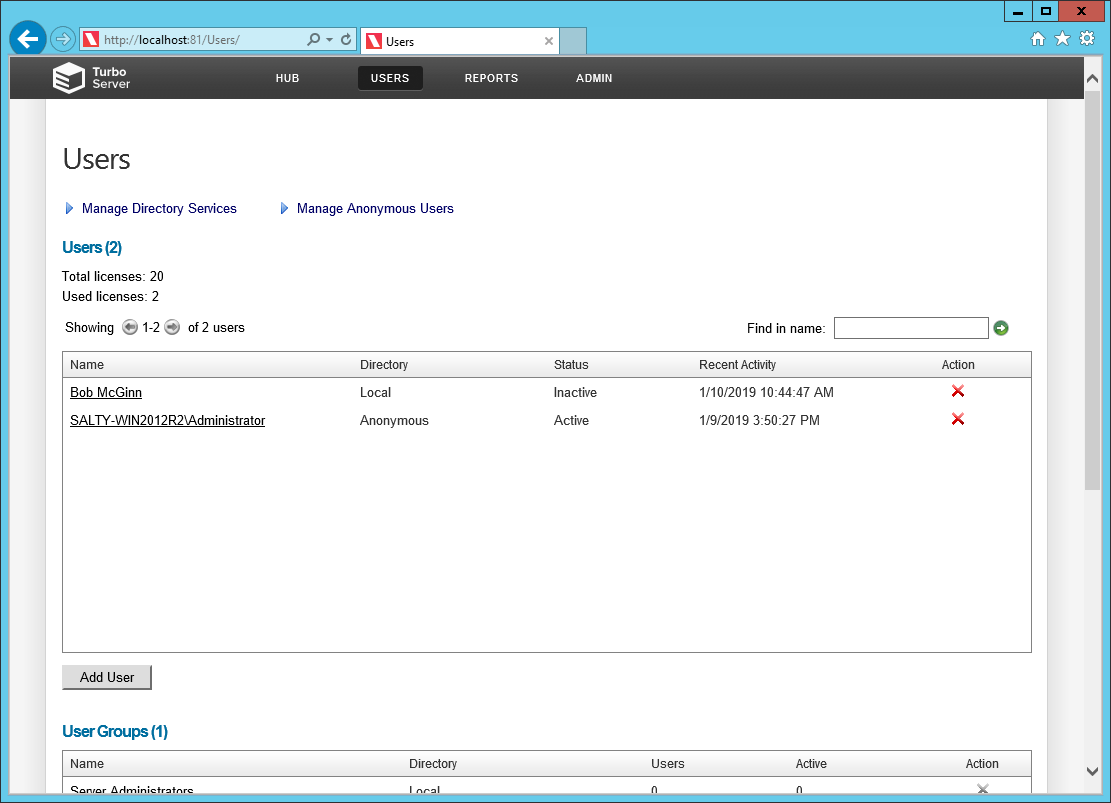 http://localhost:81/Users/
Users
Turbo
Server
HUB USERS REPORTS ADMIN
Users
Manage Directory Services Manage Anonymous Users
Users (2)
Total licenses: 20
Used licenses: 2
Showing 1-2 of 2 users Find in name:
Name Directory Status Recent Activity Action
Bob McGinn Local Inactive 1/10/2019 10:44:47 AM
SALTY-WIN2012R2\Administrator Anonymous Active 1/9/2019 3:50:27 PM
Add User
User Groups (1)
Name Directory Users Active Action
Server Administrators Local 0 0